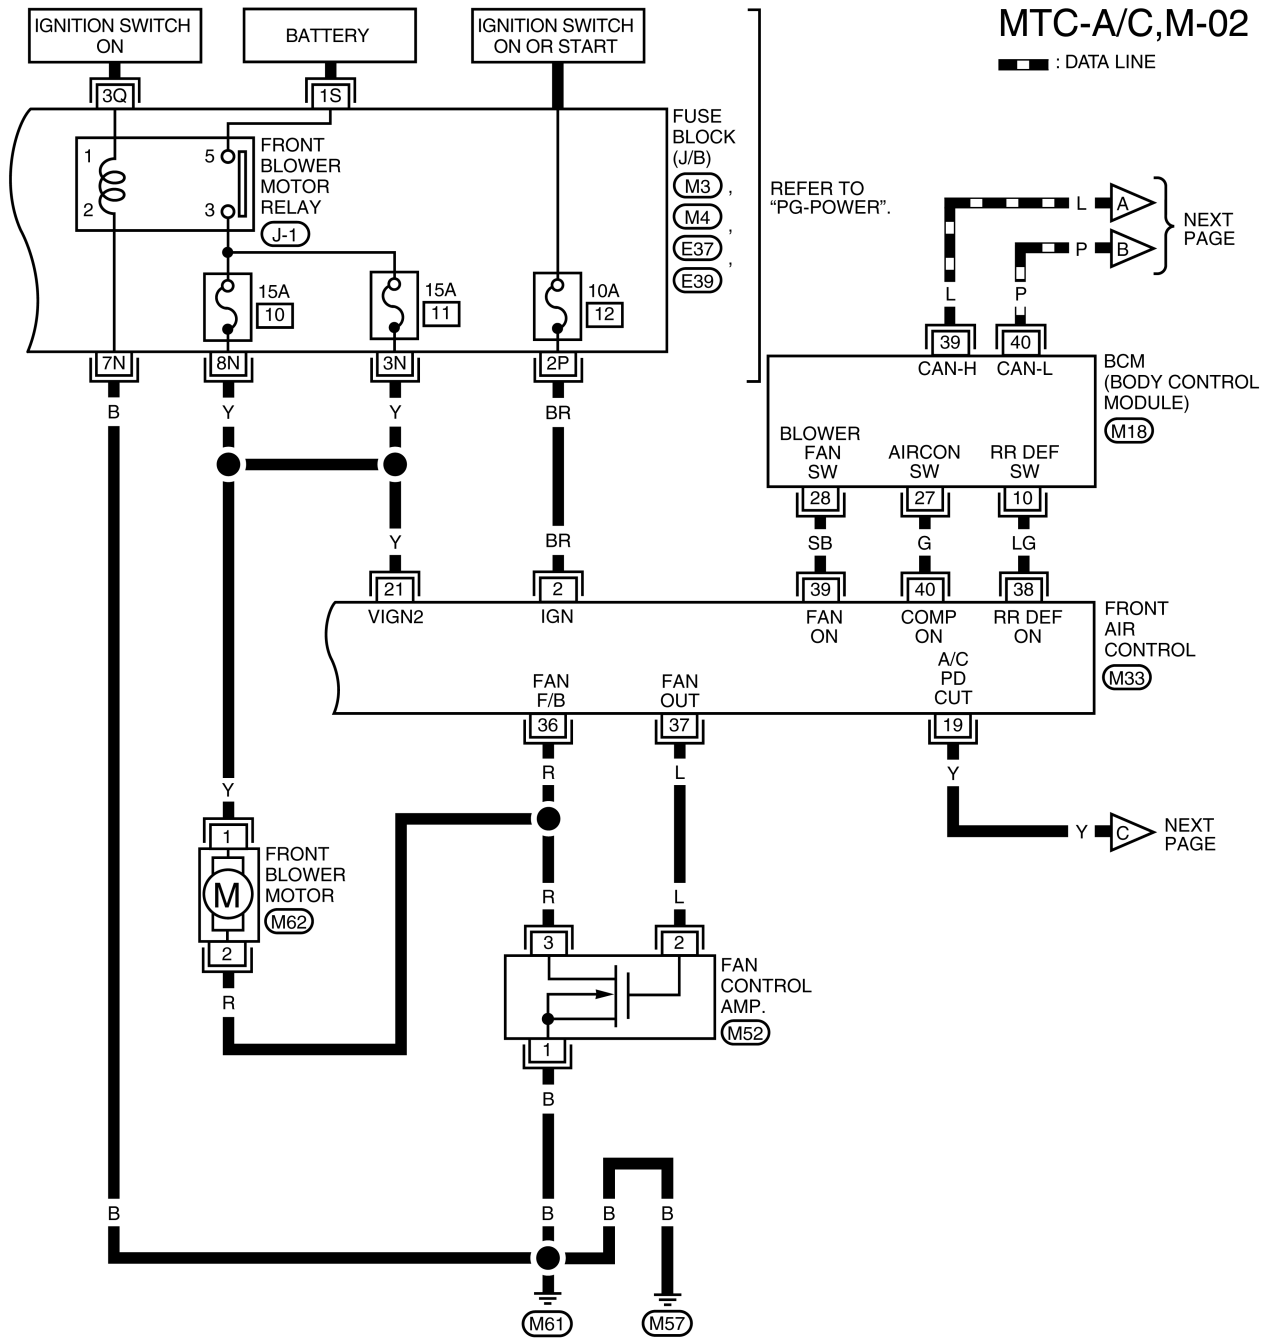 MTC-A/C,M-02
: DATA LINE
IGNITION SWITCH
ON
BATTERY
IGNITION SWITCH
ON OR START
3Q
1S
FUSE
BLOCK
(J/B)
M3 ,
M4 ,
E37 ,
E39
REFER TO
“PG-POWER”.
1
2
5
3
FRONT
BLOWER
MOTOR
RELAY
J-1
15A
10
15A
11
10A
12
7N
8N
3N
2P
B
Y
Y
BR
L
A
P
B
NEXT
PAGE
L
P
39
40
CAN-H
CAN-L
BCM
(BODY CONTROL
MODULE)
M18
BLOWER
FAN
SW
AIRCON
SW
RR DEF
SW
28
27
10
Y
BR
SB
G
LG
21
2
39
40
38
VIGN2
IGN
FAN
ON
COMP
ON
RR DEF
ON
FRONT
AIR
CONTROL
M33
FAN
F/B
FAN
OUT
A/C
PD
CUT
36
37
19
R
L
Y
Y
C
NEXT
PAGE
Y
1
FRONT
BLOWER
MOTOR
M62
M
2
R
R
L
3
2
FAN
CONTROL
AMP.
M52
1
B
B
B
B
B
M61
M57